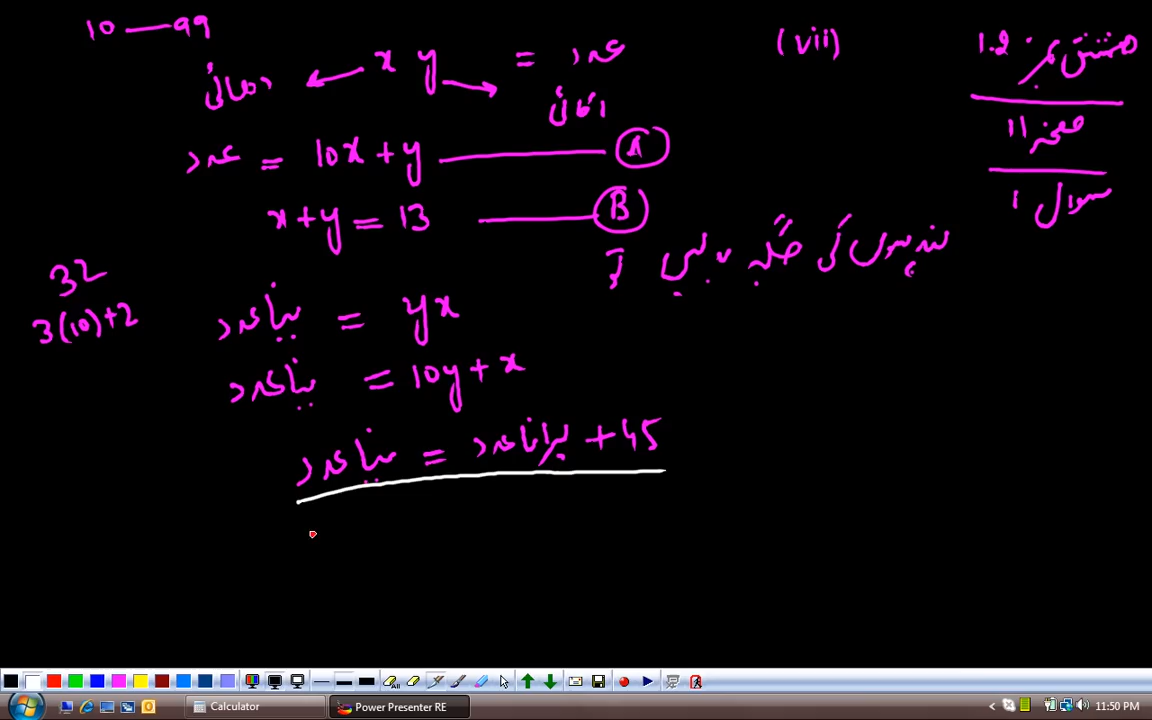 10 — 99
x y = عدد
دھائی
اکائی
(vii)
مشق نمبر 1.2
صفحہ 11
سوال 1
عدد = 10x + y — A
x + y = 13 — B
ہندسوں کی جگہ بدلیں تو
32
3(10)+2
نیا عدد = yx
نیا عدد = 10y + x
نیا عدد = پرانا عدد + 45
Calculator
Power Presenter RE
11:50 PM